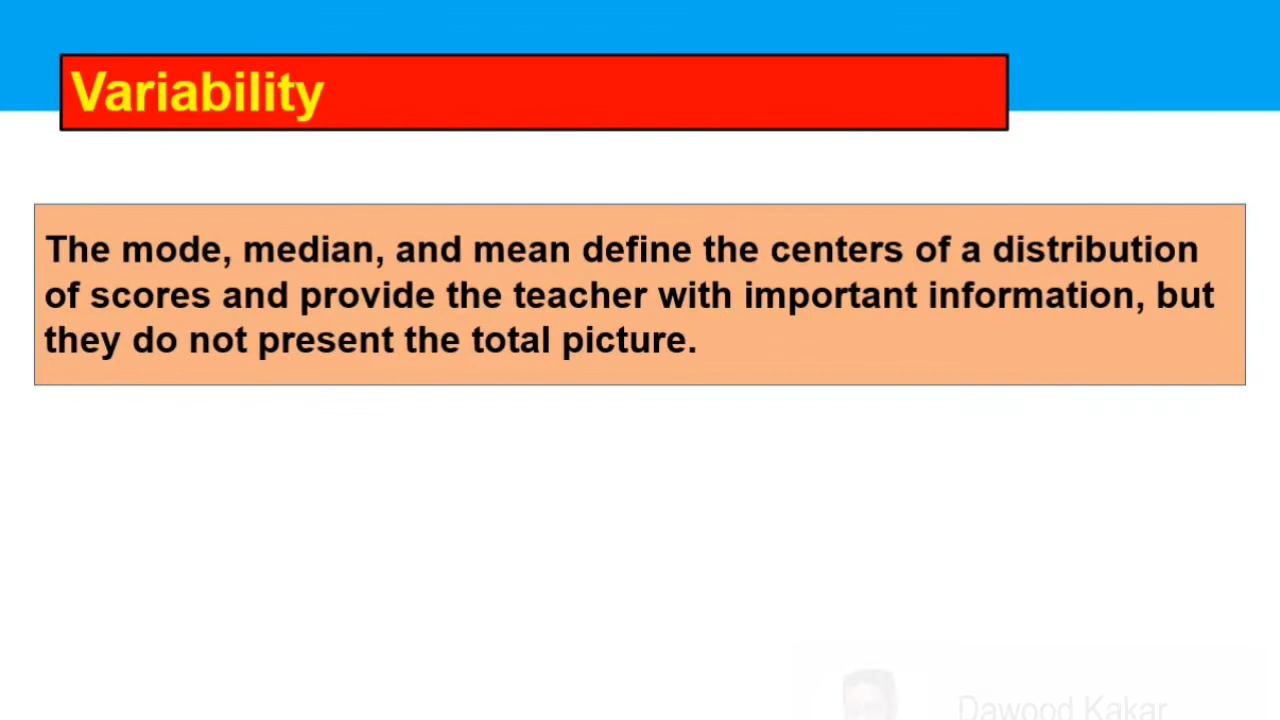 Variability
The mode, median, and mean define the centers of a distribution
of scores and provide the teacher with important information, but
they do not present the total picture.
Dawood Kakar